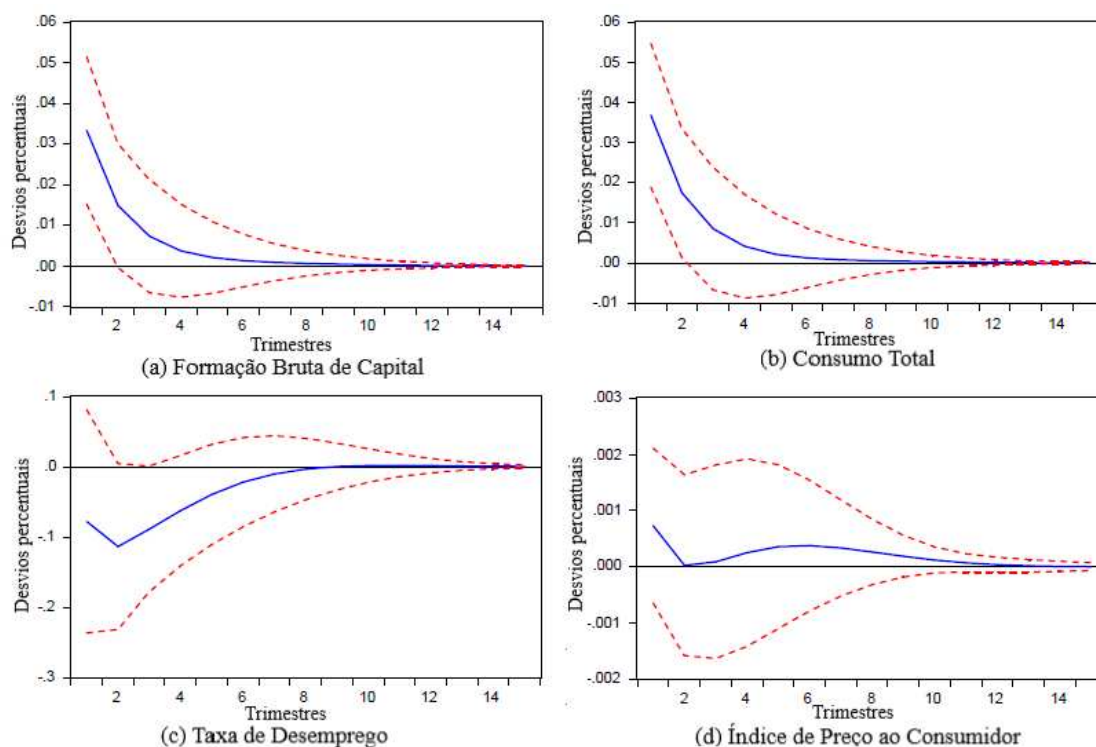 .06
.05
.04
.03
.02
.01
.00
-.01
Desvios percentuais
2 4 6 8 10 12 14
Trimestres
(a) Formação Bruta de Capital
.06
.05
.04
.03
.02
.01
.00
-.01
Desvios percentuais
2 4 6 8 10 12 14
Trimestres
(b) Consumo Total
.1
.0
-.1
-.2
-.3
Desvios percentuais
2 4 6 8 10 12 14
Trimestres
(c) Taxa de Desemprego
.003
.002
.001
.000
-.001
-.002
Desvios percentuais
2 4 6 8 10 12 14
Trimestres
(d) Índice de Preço ao Consumidor